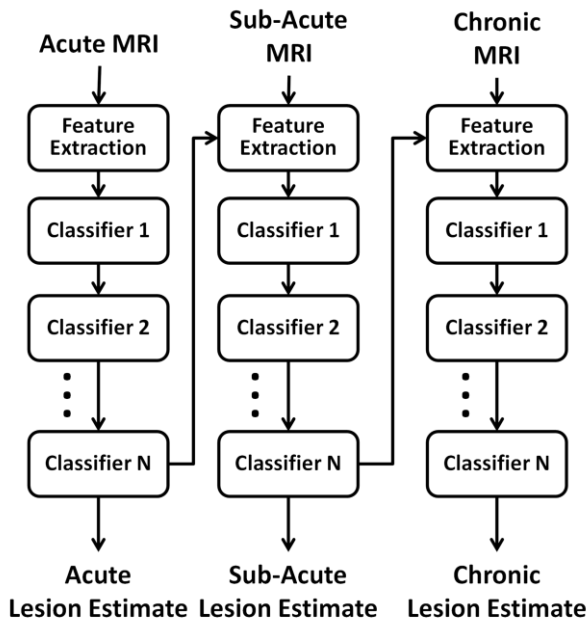 Acute MRI
Feature
Extraction
Classifier 1
Classifier 2
Classifier N
Acute
Lesion Estimate
Sub-Acute
MRI
Feature
Extraction
Classifier 1
Classifier 2
Classifier N
Sub-Acute
Lesion Estimate
Chronic
MRI
Feature
Extraction
Classifier 1
Classifier 2
Classifier N
Chronic
Lesion Estimate